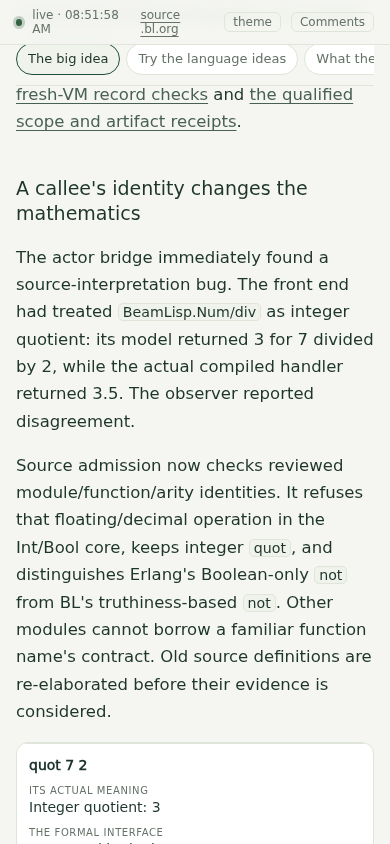 live · 08:51:58 AM
source.bl.org
theme
Comments
The big idea
Try the language ideas
What the
fresh-VM record checks and the qualified
scope and artifact receipts.
A callee's identity changes the
mathematics
The actor bridge immediately found a
source-interpretation bug. The front end
had treated BeamLisp.Num/div as integer
quotient: its model returned 3 for 7 divided
by 2, while the actual compiled handler
returned 3.5. The observer reported
disagreement.
Source admission now checks reviewed
module/function/arity identities. It refuses
that floating/decimal operation in the
Int/Bool core, keeps integer quot, and
distinguishes Erlang's Boolean-only not
from BL's truthiness-based not. Other
modules cannot borrow a familiar function
name's contract. Old source definitions are
re-elaborated before their evidence is
considered.
quot 7 2
ITS ACTUAL MEANING
Integer quotient: 3
THE FORMAL INTERFACE